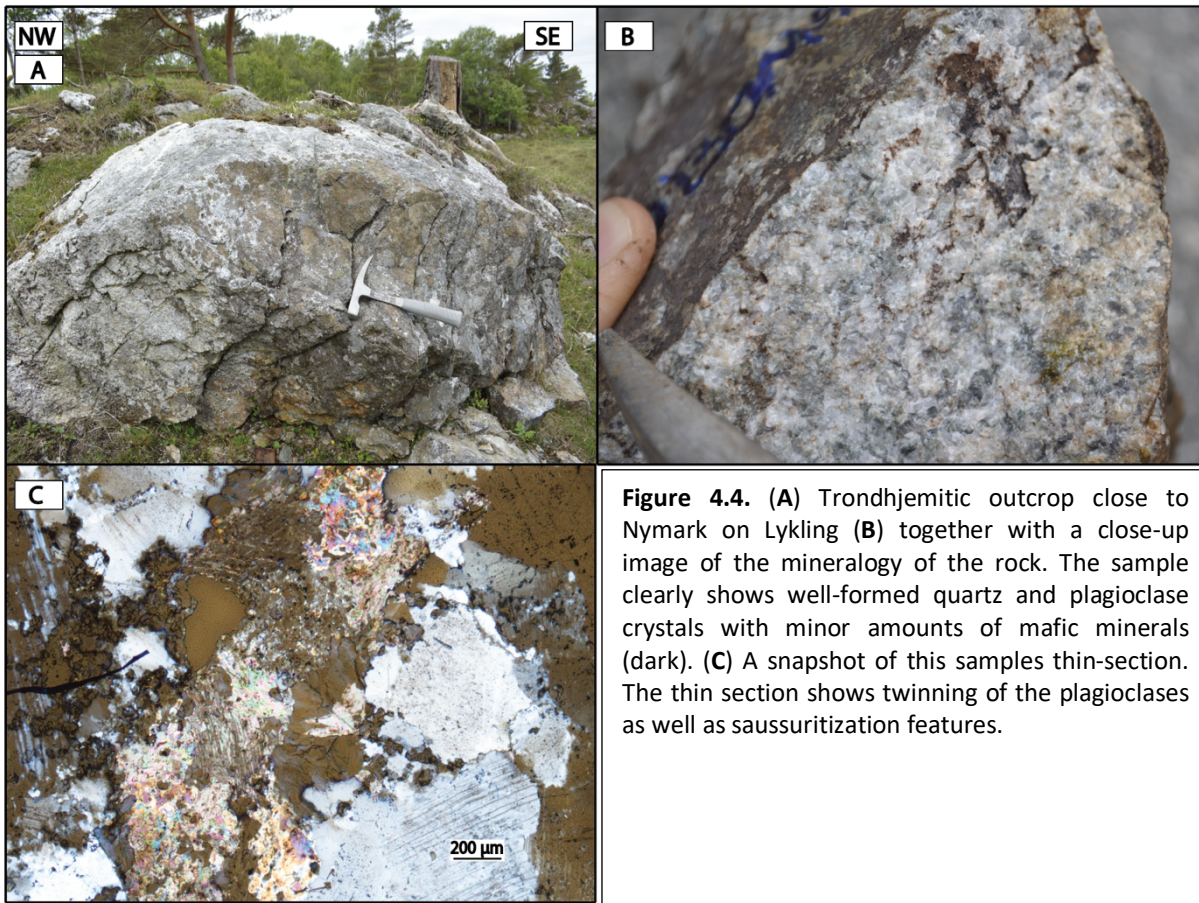 NW
A
SE
B
C
200 µm
Figure 4.4. (A) Trondhjemitic outcrop close to
Nymark on Lykling (B) together with a close-up
image of the mineralogy of the rock. The sample
clearly shows well-formed quartz and plagioclase
crystals with minor amounts of mafic minerals
(dark). (C) A snapshot of this samples thin-section.
The thin section shows twinning of the plagioclases
as well as saussuritization features.